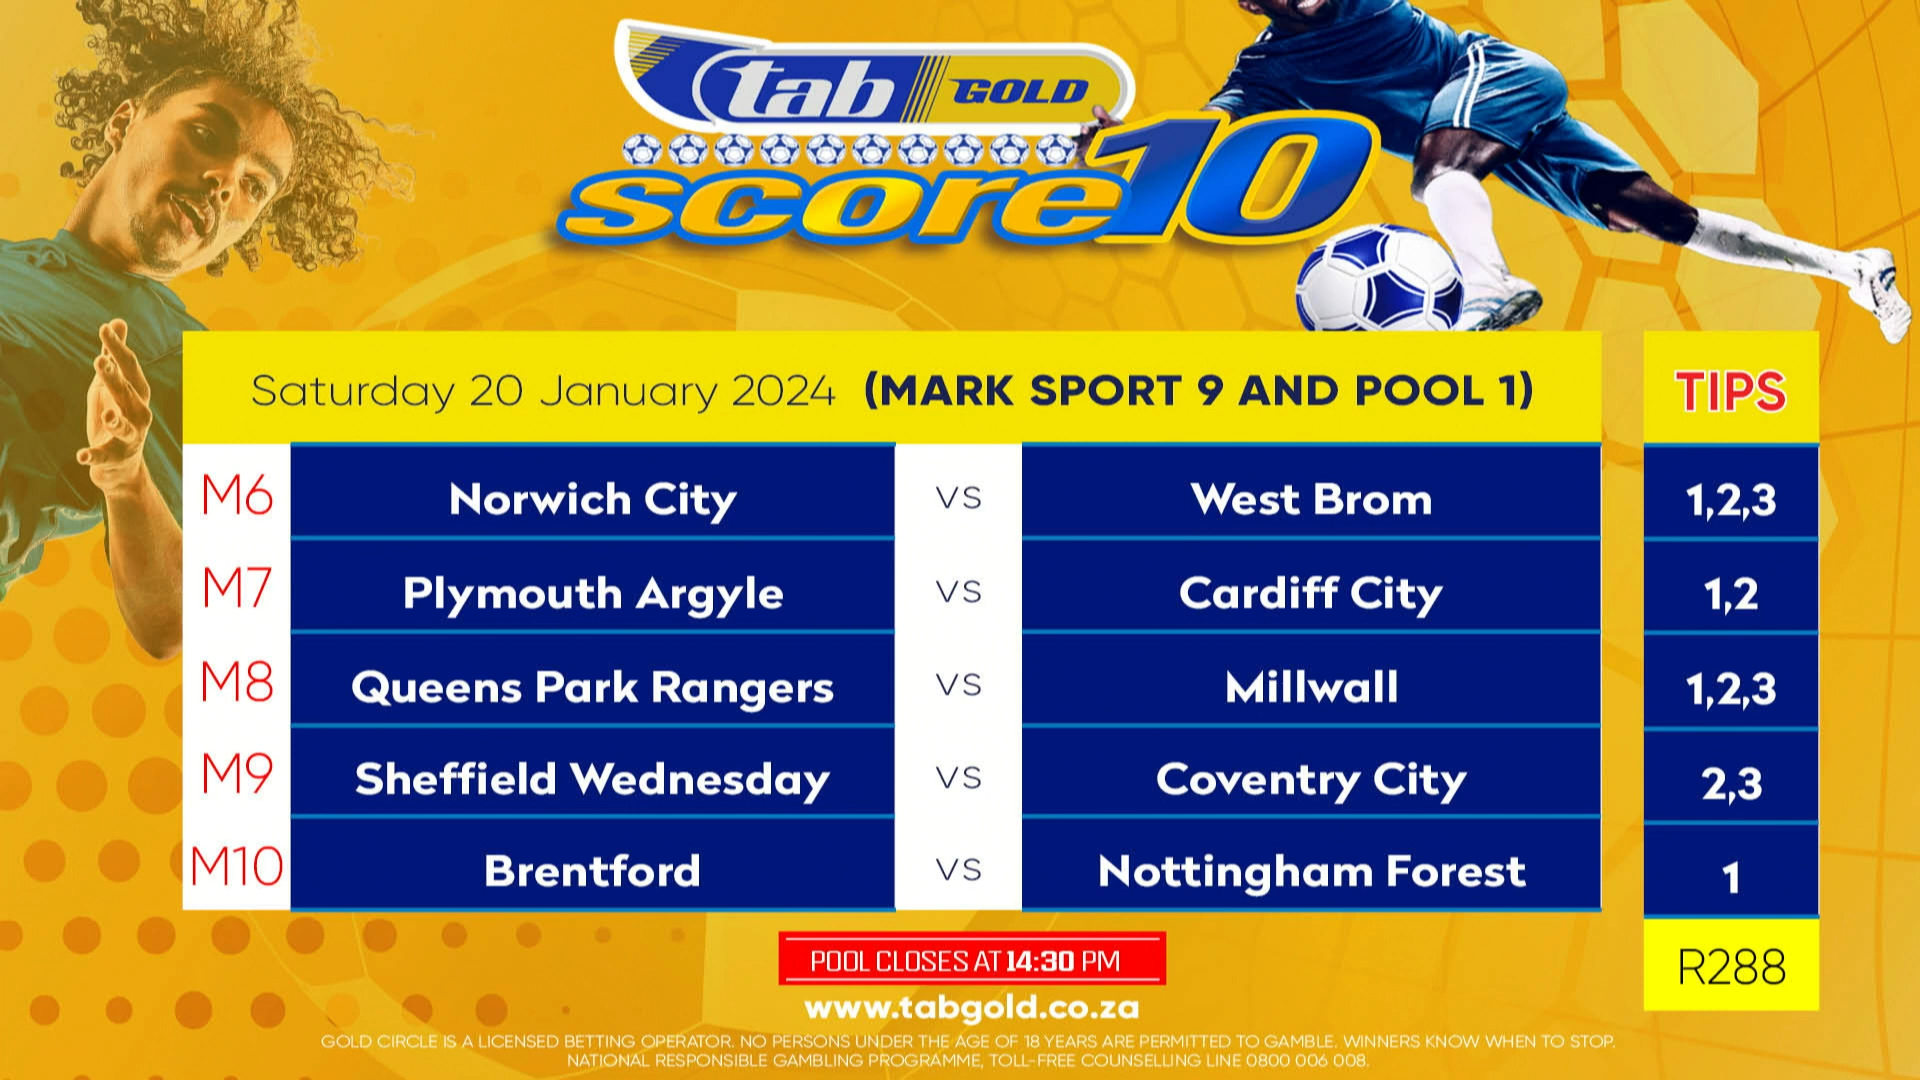 tab GOLD
score10
Saturday 20 January 2024 (MARK SPORT 9 AND POOL 1) TIPS
M6 Norwich City VS West Brom 1,2,3
M7 Plymouth Argyle VS Cardiff City 1,2
M8 Queens Park Rangers VS Millwall 1,2,3
M9 Sheffield Wednesday VS Coventry City 2,3
M10 Brentford VS Nottingham Forest 1
POOL CLOSES AT 14:30 PM
R288
www.tabgold.co.za
GOLD CIRCLE IS A LICENSED BETTING OPERATOR. NO PERSONS UNDER THE AGE OF 18 YEARS ARE PERMITTED TO GAMBLE. WINNERS KNOW WHEN TO STOP.
NATIONAL RESPONSIBLE GAMBLING PROGRAMME, TOLL-FREE COUNSELLING LINE 0800 006 008.